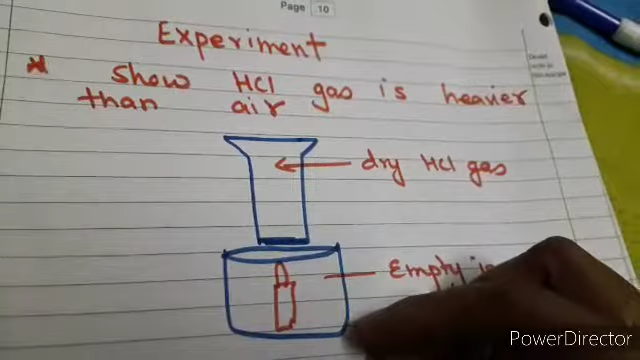 Page 10
Experiment
* Show HCl gas is heavier
than air
dry HCl gas
Empty
PowerDirector